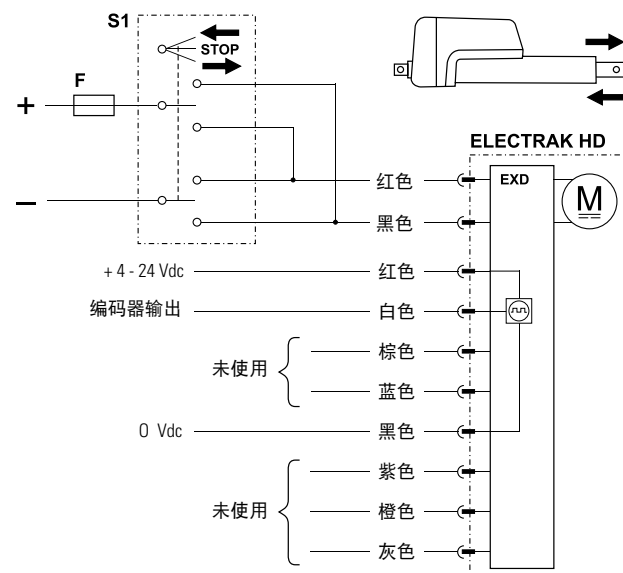 S1
STOP
F
+
−
ELECTRAK HD
EXD
M
红色
黑色
+ 4 - 24 Vdc
红色
编码器输出
白色
棕色
未使用
蓝色
0 Vdc
黑色
紫色
未使用
橙色
灰色